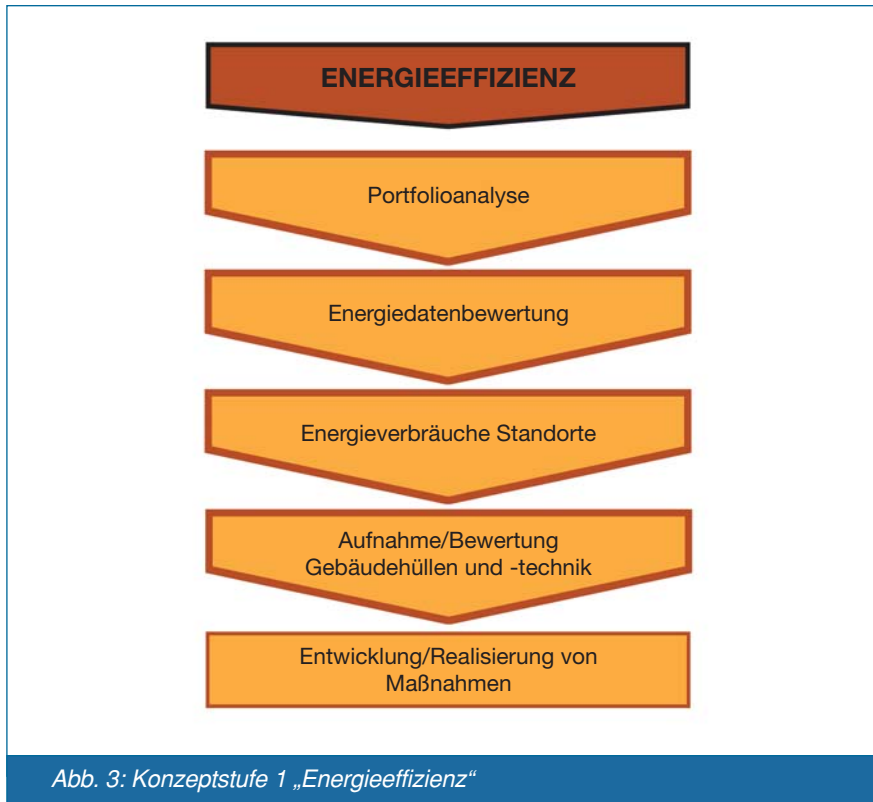 ENERGIEEFFIZIENZ
Portfolioanalyse
Energiedatenbewertung
Energieverbräuche Standorte
Aufnahme/Bewertung
Gebäudehüllen und -technik
Entwicklung/Realisierung von
Maßnahmen
Abb. 3: Konzeptstufe 1 „Energieeffizienz“